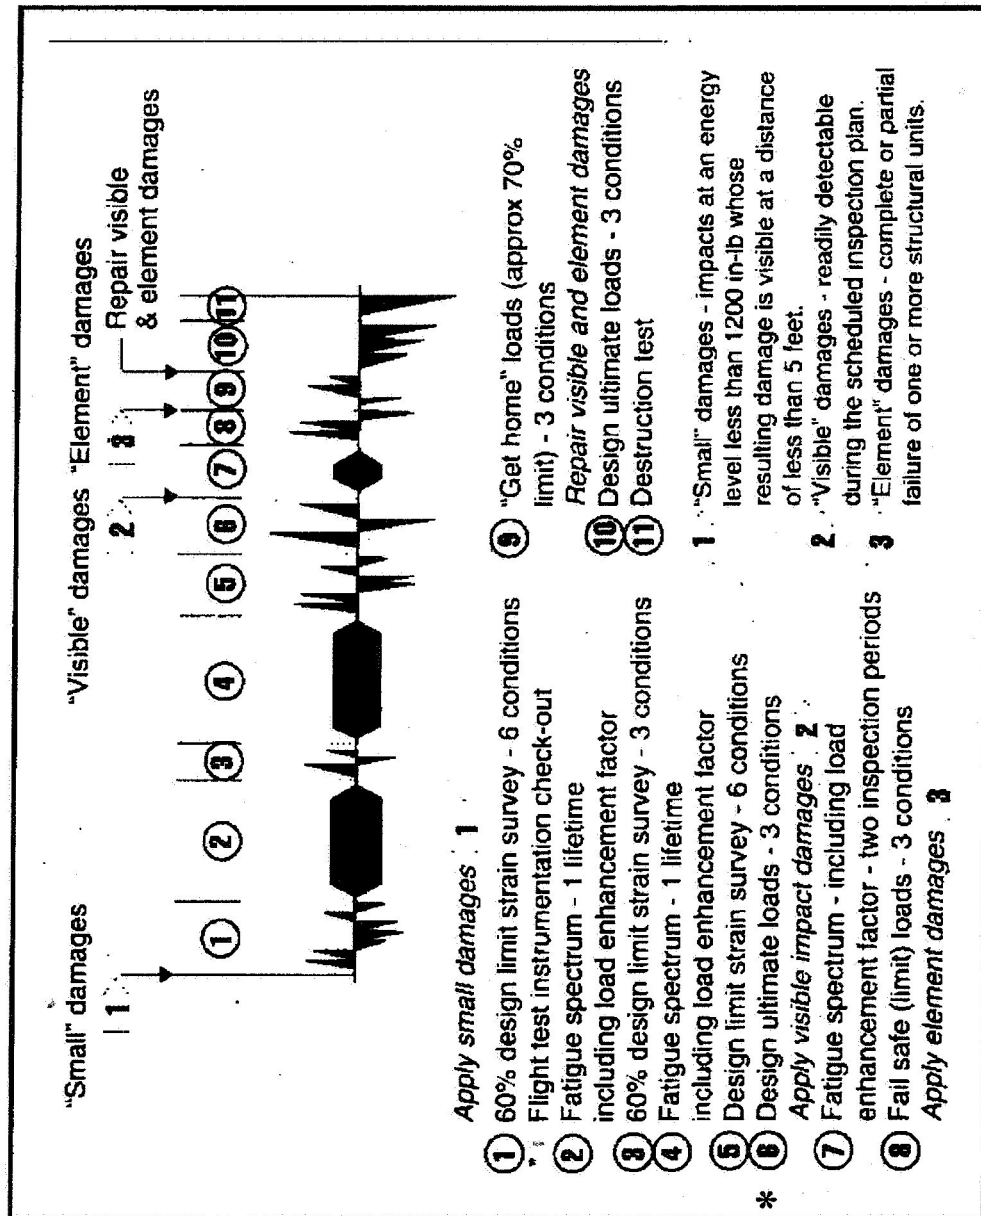 "Small" damages
1
"Visible" damages
2
"Element" damages
3
Repair visible
& element damages
1 2 3 4 5 6 7 8 9 10 11
Apply small damages 1
1 60% design limit strain survey - 6 conditions
Flight test instrumentation check-out
2 Fatigue spectrum - 1 lifetime
including load enhancement factor
3 60% design limit strain survey - 3 conditions
4 Fatigue spectrum - 1 lifetime
including load enhancement factor
5 Design limit strain survey - 6 conditions
* 6 Design ultimate loads - 3 conditions
Apply visible impact damages 2
7 Fatigue spectrum - including load
enhancement factor - two inspection periods
8 Fail safe (limit) loads - 3 conditions
Apply element damages 3
9 "Get home" loads (approx 70%
limit) - 3 conditions
Repair visible and element damages
10 Design ultimate loads - 3 conditions
11 Destruction test
1 "Small" damages - impacts at an energy
level less than 1200 in-lb whose
resulting damage is visible at a distance
of less than 5 feet.
2 "Visible" damages - readily detectable
during the scheduled inspection plan.
3 "Element" damages - complete or partial
failure of one or more structural units.